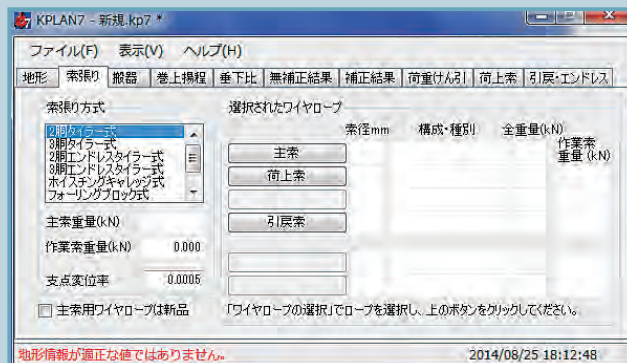 KPLAN7 - 新規.kp7 *
ファイル(F) 表示(V) ヘルプ(H)
地形 索張り 搬器 巻上揚程 垂下比 無補正結果 補正結果 荷重けん引 荷上索 引戻・エンドレス
索張り方式
2胴タイラー式
3胴タイラー式
2胴エンドレスタイラー式
3胴エンドレスタイラー式
ホイスチングキャレッジ式
フォーリングブロック式
主索重量(kN)
作業索重量(kN) 0.000
支点変位率 0.0005
主索用ワイヤロープは新品
選択されたワイヤロープ
索径mm 構成・種別 全重量(kN) 作業索
重量(kN)
主索
荷上索
引戻索
「ワイヤロープの選択」でロープを選択し、上のボタンをクリックしてください。
地形情報が適正な値ではありません。 2014/08/25 18:12:48